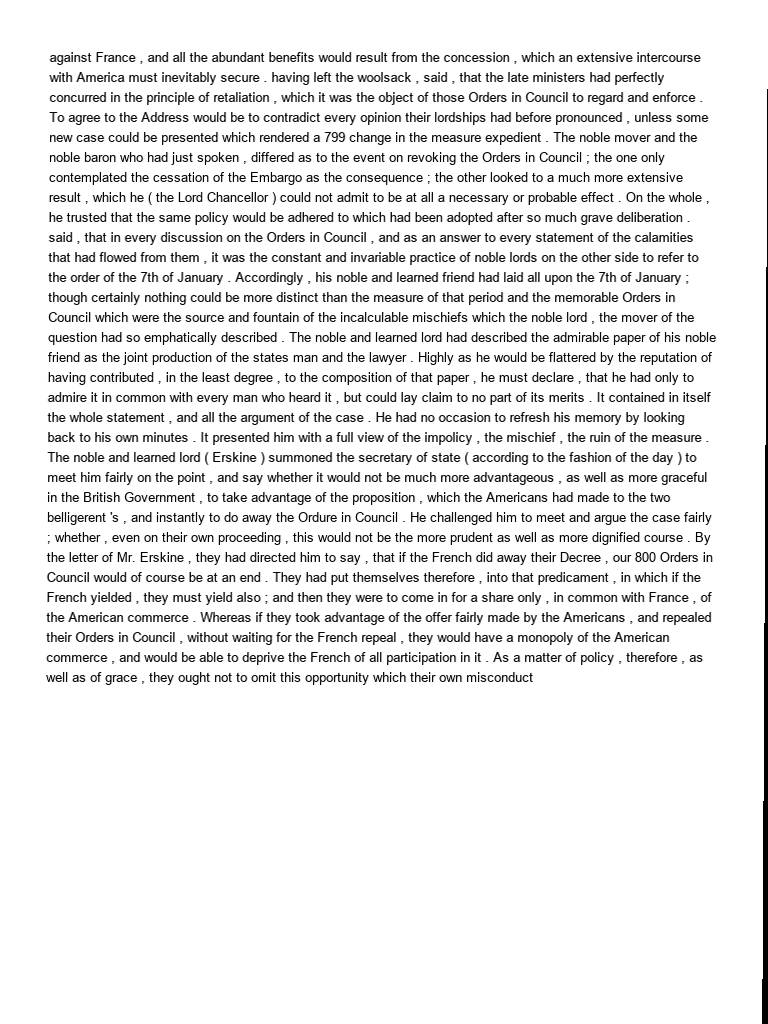 against France , and all the abundant benefits would result from the concession , which an extensive intercourse
with America must inevitably secure . having left the woolsack , said , that the late ministers had perfectly
concurred in the principle of retaliation , which it was the object of those Orders in Council to regard and enforce .
To agree to the Address would be to contradict every opinion their lordships had before pronounced , unless some
new case could be presented which rendered a 799 change in the measure expedient . The noble mover and the
noble baron who had just spoken , differed as to the event on revoking the Orders in Council ; the one only
contemplated the cessation of the Embargo as the consequence ; the other looked to a much more extensive
result , which he ( the Lord Chancellor ) could not admit to be at all a necessary or probable effect . On the whole ,
he trusted that the same policy would be adhered to which had been adopted after so much grave deliberation .
said , that in every discussion on the Orders in Council , and as an answer to every statement of the calamities
that had flowed from them , it was the constant and invariable practice of noble lords on the other side to refer to
the order of the 7th of January . Accordingly , his noble and learned friend had laid all upon the 7th of January ;
though certainly nothing could be more distinct than the measure of that period and the memorable Orders in
Council which were the source and fountain of the incalculable mischiefs which the noble lord , the mover of the
question had so emphatically described . The noble and learned lord had described the admirable paper of his noble
friend as the joint production of the states man and the lawyer . Highly as he would be flattered by the reputation of
having contributed , in the least degree , to the composition of that paper , he must declare , that he had only to
admire it in common with every man who heard it , but could lay claim to no part of its merits . It contained in itself
the whole statement , and all the argument of the case . He had no occasion to refresh his memory by looking
back to his own minutes . It presented him with a full view of the impolicy , the mischief , the ruin of the measure .
The noble and learned lord ( Erskine ) summoned the secretary of state ( according to the fashion of the day ) to
meet him fairly on the point , and say whether it would not be much more advantageous , as well as more graceful
in the British Government , to take advantage of the proposition , which the Americans had made to the two
belligerent 's , and instantly to do away the Ordure in Council . He challenged him to meet and argue the case fairly
; whether , even on their own proceeding , this would not be the more prudent as well as more dignified course . By
the letter of Mr. Erskine , they had directed him to say , that if the French did away their Decree , our 800 Orders in
Council would of course be at an end . They had put themselves therefore , into that predicament , in which if the
French yielded , they must yield also ; and then they were to come in for a share only , in common with France , of
the American commerce . Whereas if they took advantage of the offer fairly made by the Americans , and repealed
their Orders in Council , without waiting for the French repeal , they would have a monopoly of the American
commerce , and would be able to deprive the French of all participation in it . As a matter of policy , therefore , as
well as of grace , they ought not to omit this opportunity which their own misconduct